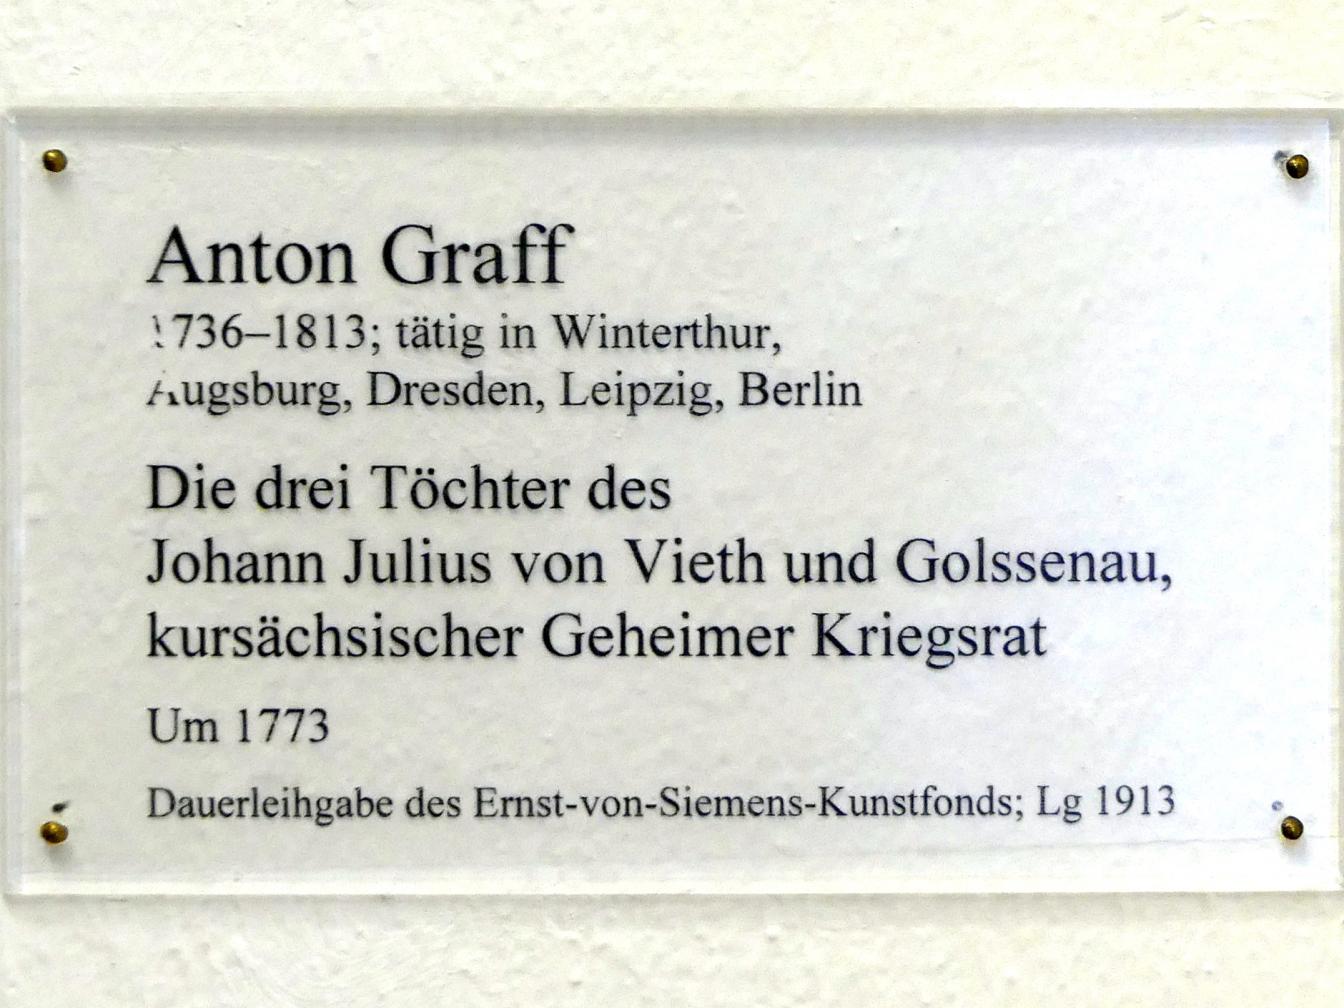 Anton Graff
1736–1813; tätig in Winterthur,
Augsburg, Dresden, Leipzig, Berlin
Die drei Töchter des
Johann Julius von Vieth und Golssenau,
kursächsischer Geheimer Kriegsrat
Um 1773
Dauerleihgabe des Ernst-von-Siemens-Kunstfonds; Lg 1913